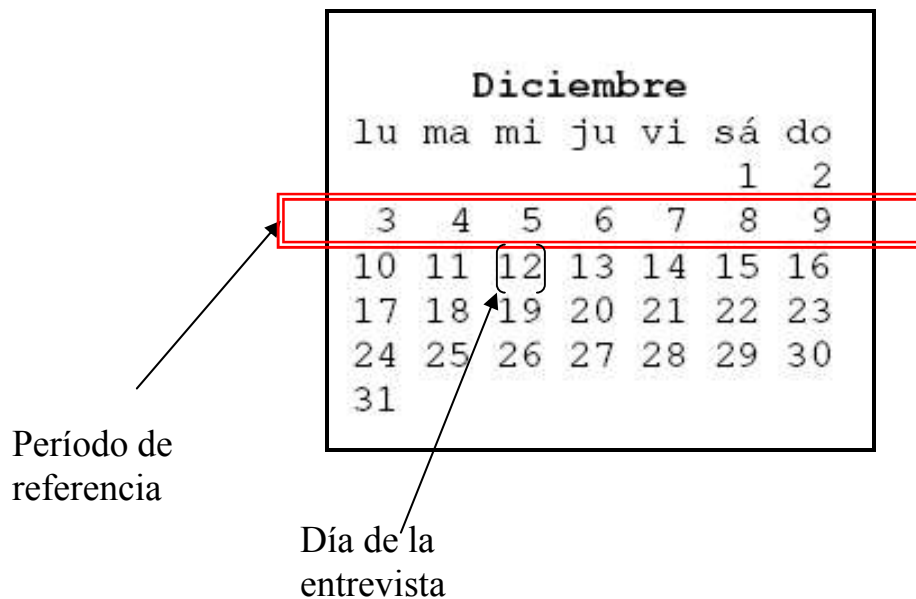 Diciembre
lu ma mi ju vi sá do
1 2
3 4 5 6 7 8 9
10 11 12 13 14 15 16
17 18 19 20 21 22 23
24 25 26 27 28 29 30
31
Período de
referencia
Día de la
entrevista